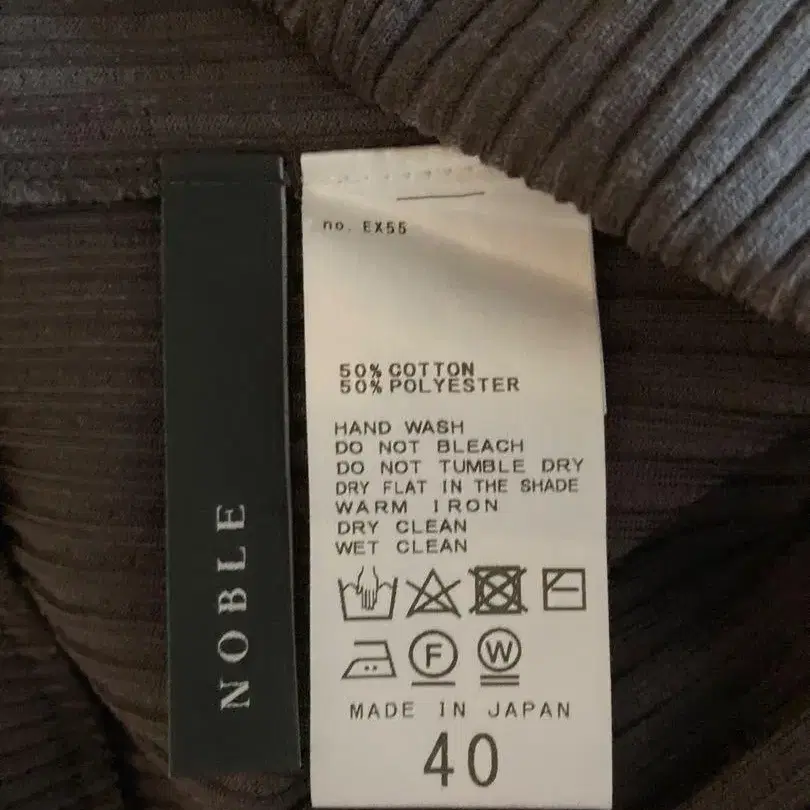 NOBLE
no. EX55
50% COTTON
50% POLYESTER
HAND WASH
DO NOT BLEACH
DO NOT TUMBLE DRY
DRY FLAT IN THE SHADE
WARM IRON
DRY CLEAN
WET CLEAN
F W
MADE IN JAPAN
40